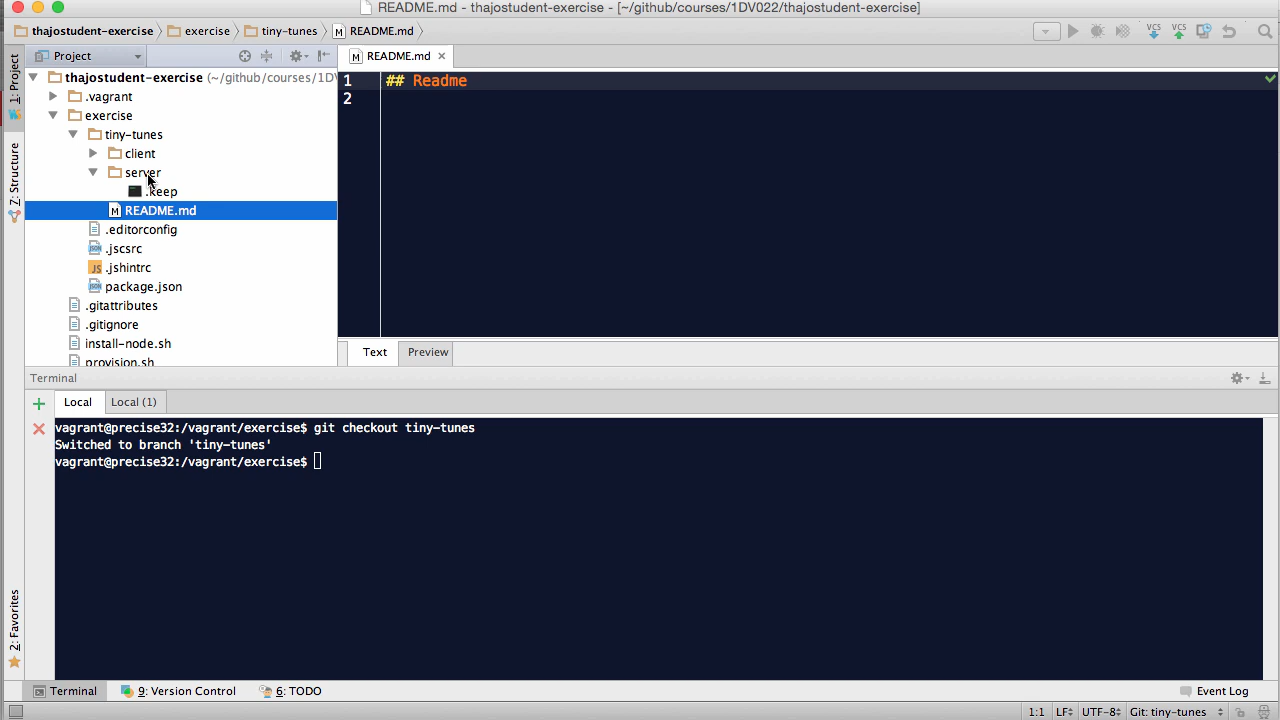 README.md - thajostudent-exercise - [~/github/courses/1DV022/thajostudent-exercise]
thajostudent-exercise exercise tiny-tunes README.md
VCS VCS
1: Project
Project
README.md
thajostudent-exercise (~/github/courses/1DV
.vagrant
exercise
tiny-tunes
client
server
.keep
README.md
.editorconfig
.jscsrc
.jshintrc
package.json
.gitattributes
.gitignore
install-node.sh
provision.sh
Z: Structure
1 ## Readme
2
Text Preview
Terminal
Local Local (1)
vagrant@precise32:/vagrant/exercise$ git checkout tiny-tunes
Switched to branch 'tiny-tunes'
vagrant@precise32:/vagrant/exercise$
2: Favorites
Terminal 9: Version Control 6: TODO Event Log
1:1 LF UTF-8 Git: tiny-tunes